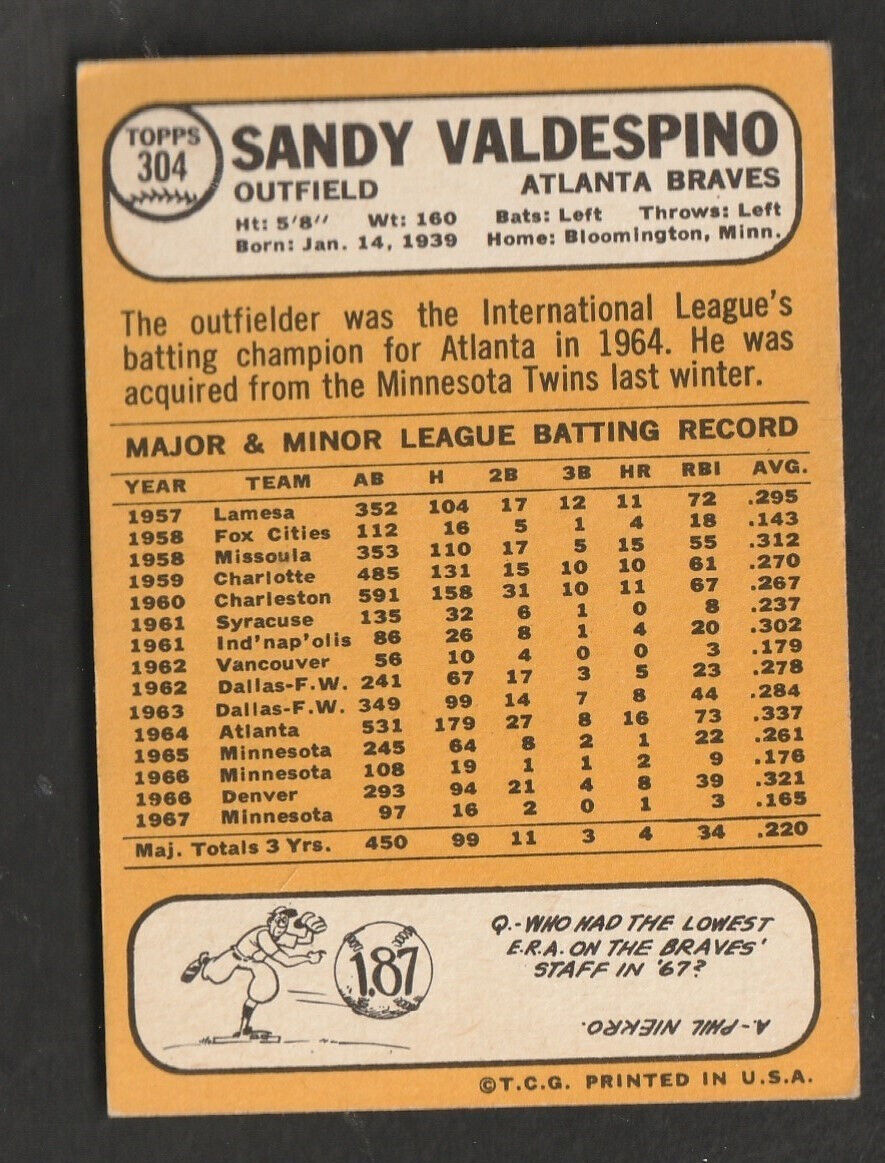 TOPPS
304
SANDY VALDESPINO
OUTFIELD ATLANTA BRAVES
Ht: 5'8" Wt: 160 Bats: Left Throws: Left
Born: Jan. 14, 1939 Home: Bloomington, Minn.
The outfielder was the International League's
batting champion for Atlanta in 1964. He was
acquired from the Minnesota Twins last winter.
MAJOR & MINOR LEAGUE BATTING RECORD
YEAR TEAM AB H 2B 3B HR RBI AVG.
1957 Lamesa 352 104 17 12 11 72 .295
1958 Fox Cities 112 16 5 1 4 18 .143
1958 Missoula 353 110 17 5 15 55 .312
1959 Charlotte 485 131 15 10 10 61 .270
1960 Charleston 591 158 31 10 11 67 .267
1961 Syracuse 135 32 6 1 0 8 .237
1961 Ind'nap'olis 86 26 8 1 4 20 .302
1962 Vancouver 56 10 4 0 0 3 .179
1962 Dallas-F.W. 241 67 17 3 5 23 .278
1963 Dallas-F.W. 349 99 14 7 8 44 .284
1964 Atlanta 531 179 27 8 16 73 .337
1965 Minnesota 245 64 8 2 1 22 .261
1966 Minnesota 108 19 1 1 2 9 .176
1966 Denver 293 94 21 4 8 39 .321
1967 Minnesota 97 16 2 0 1 3 .165
Maj. Totals 3 Yrs. 450 99 11 3 4 34 .220
1.87
Q.-WHO HAD THE LOWEST
E.R.A. ON THE BRAVES'
STAFF IN '67?
A.-PHIL NIEKRO.
©T.C.G. PRINTED IN U.S.A.